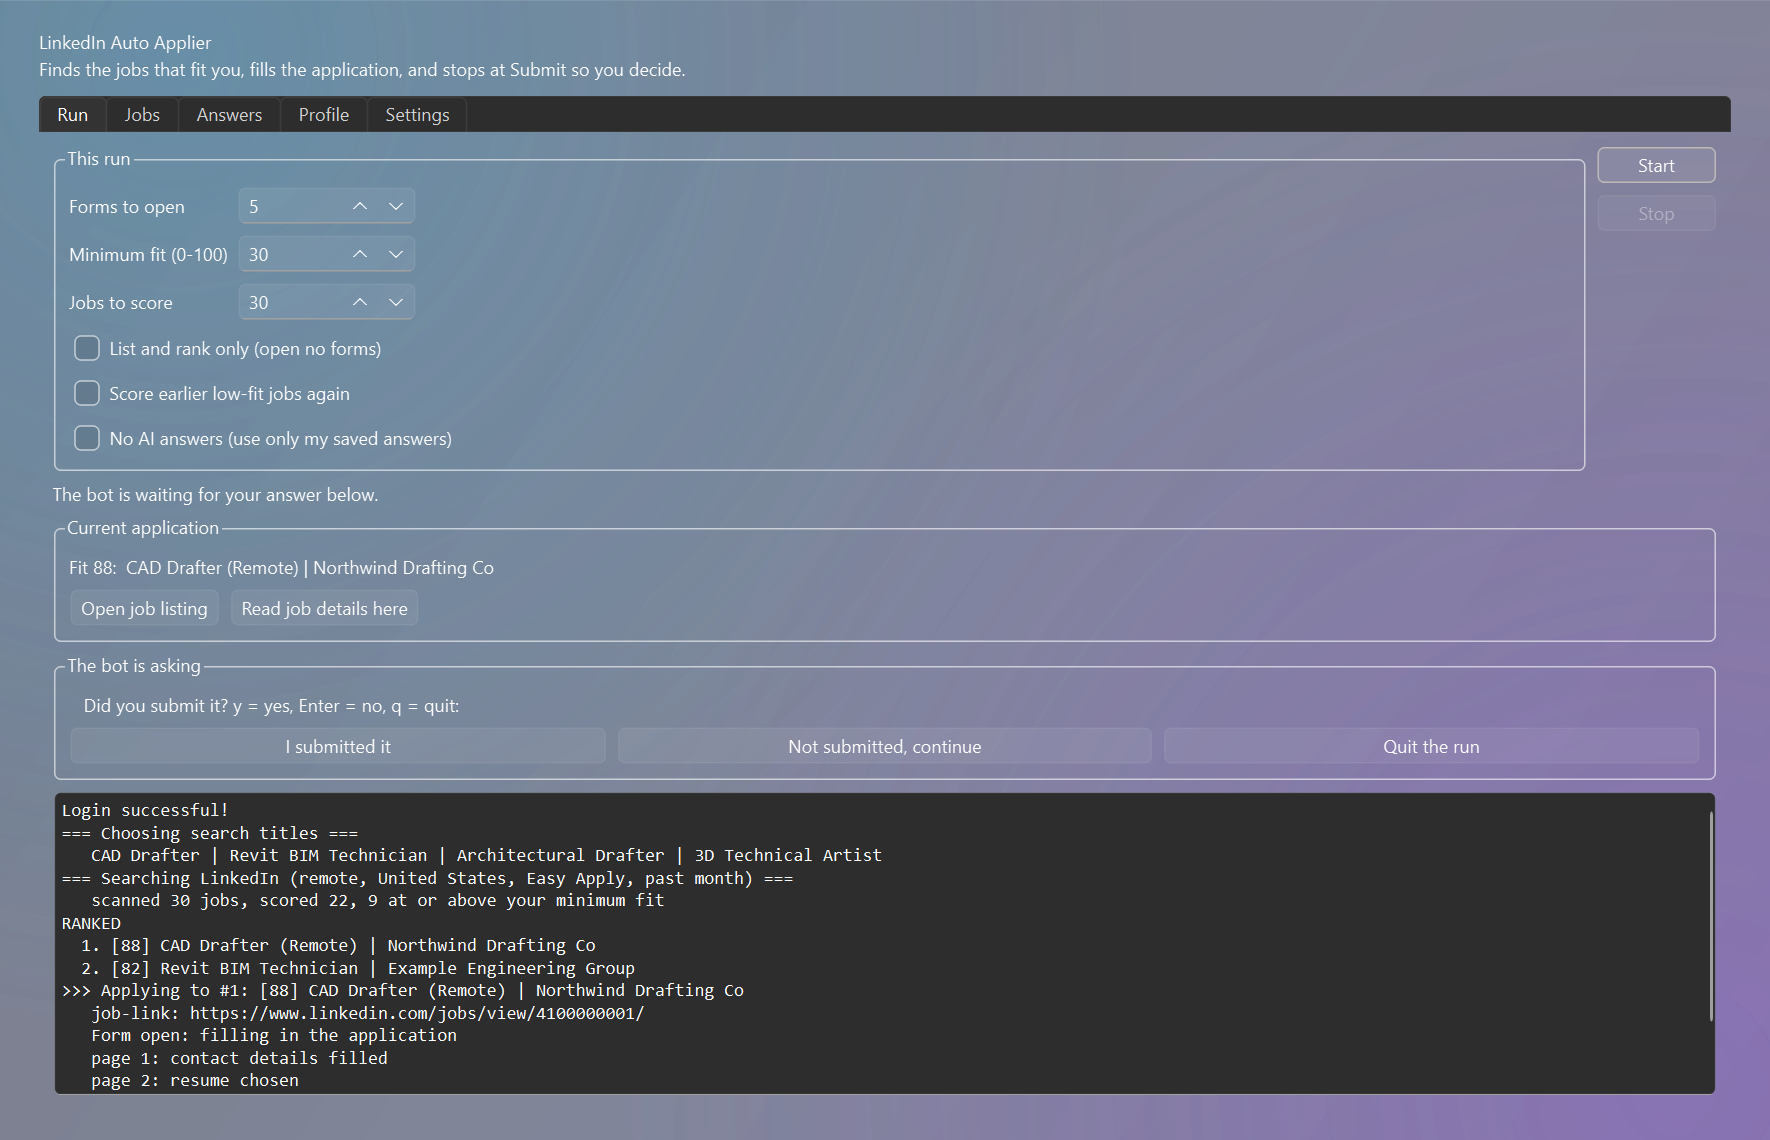 LinkedIn Auto Applier
Finds the jobs that fit you, fills the application, and stops at Submit so you decide.
Run Jobs Answers Profile Settings
This run
Start
Forms to open 5
Stop
Minimum fit (0-100) 30
Jobs to score 30
List and rank only (open no forms)
Score earlier low-fit jobs again
No AI answers (use only my saved answers)
The bot is waiting for your answer below.
Current application
Fit 88: CAD Drafter (Remote) | Northwind Drafting Co
Open job listing Read job details here
The bot is asking
Did you submit it? y = yes, Enter = no, q = quit:
I submitted it Not submitted, continue Quit the run
Login successful!
=== Choosing search titles ===
CAD Drafter | Revit BIM Technician | Architectural Drafter | 3D Technical Artist
=== Searching LinkedIn (remote, United States, Easy Apply, past month) ===
scanned 30 jobs, scored 22, 9 at or above your minimum fit
RANKED
1. [88] CAD Drafter (Remote) | Northwind Drafting Co
2. [82] Revit BIM Technician | Example Engineering Group
>>> Applying to #1: [88] CAD Drafter (Remote) | Northwind Drafting Co
job-link: https://www.linkedin.com/jobs/view/4100000001/
Form open: filling in the application
page 1: contact details filled
page 2: resume chosen